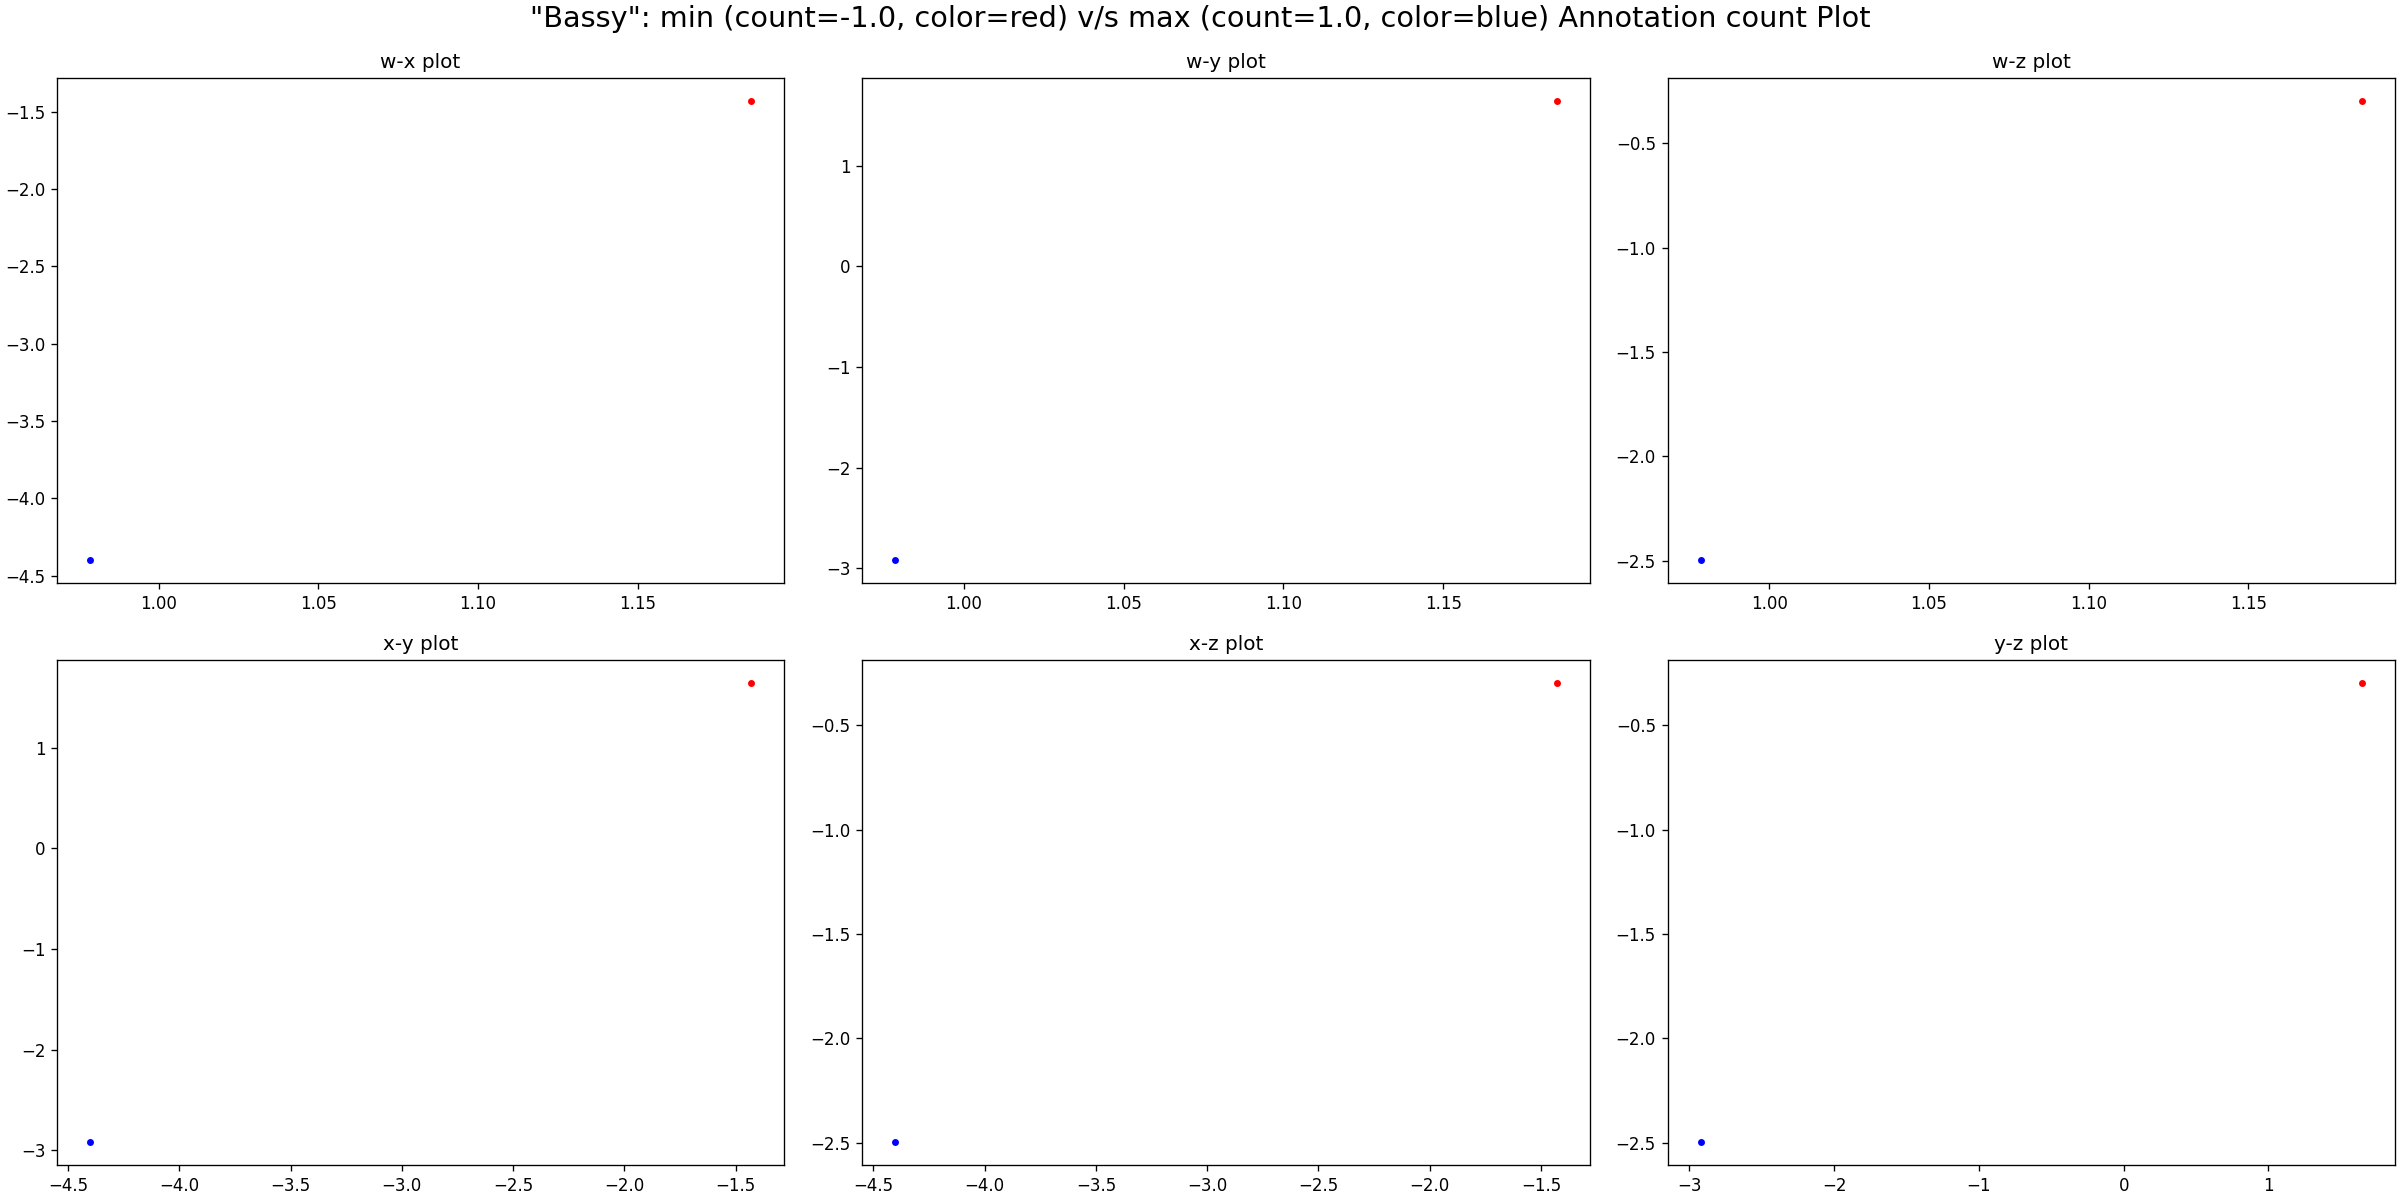 "Bassy": min (count=-1.0, color=red) v/s max (count=1.0, color=blue) Annotation count Plot
w-x plot
−1.5
−2.0
−2.5
−3.0
−3.5
−4.0
−4.5
1.00 1.05 1.10 1.15
w-y plot
1
0
−1
−2
−3
1.00 1.05 1.10 1.15
w-z plot
−0.5
−1.0
−1.5
−2.0
−2.5
1.00 1.05 1.10 1.15
x-y plot
1
0
−1
−2
−3
−4.5 −4.0 −3.5 −3.0 −2.5 −2.0 −1.5
x-z plot
−0.5
−1.0
−1.5
−2.0
−2.5
−4.5 −4.0 −3.5 −3.0 −2.5 −2.0 −1.5
y-z plot
−0.5
−1.0
−1.5
−2.0
−2.5
−3 −2 −1 0 1